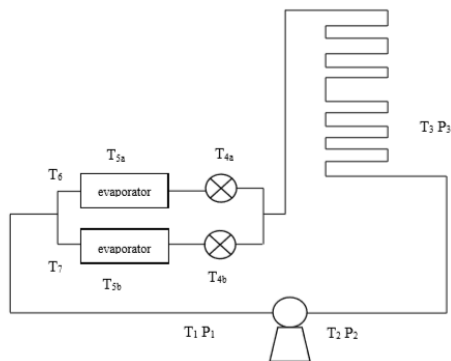 T₃ P₃
T₅ₐ T₄ₐ
T₆
evaporator
evaporator
T₇
T₅b T₄b
T₁ P₁ T₂ P₂